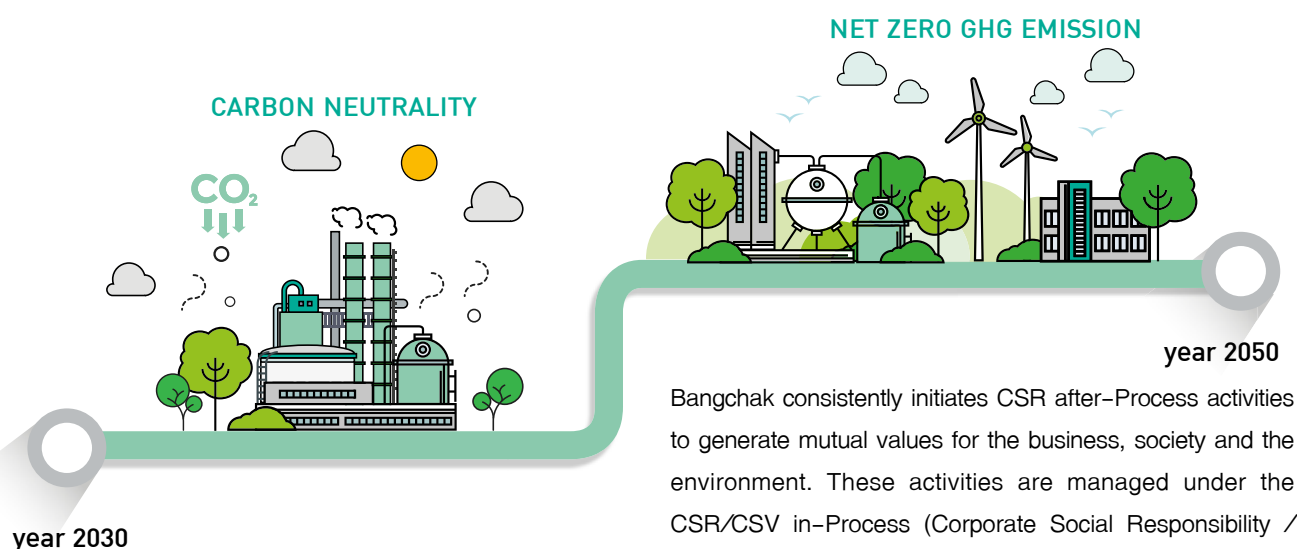 NET ZERO GHG EMISSION
CARBON NEUTRALITY
CO₂
year 2050
year 2030
Bangchak consistently initiates CSR after-Process activities
to generate mutual values for the business, society and the
environment. These activities are managed under the
CSR/CSV in-Process (Corporate Social Responsibility /